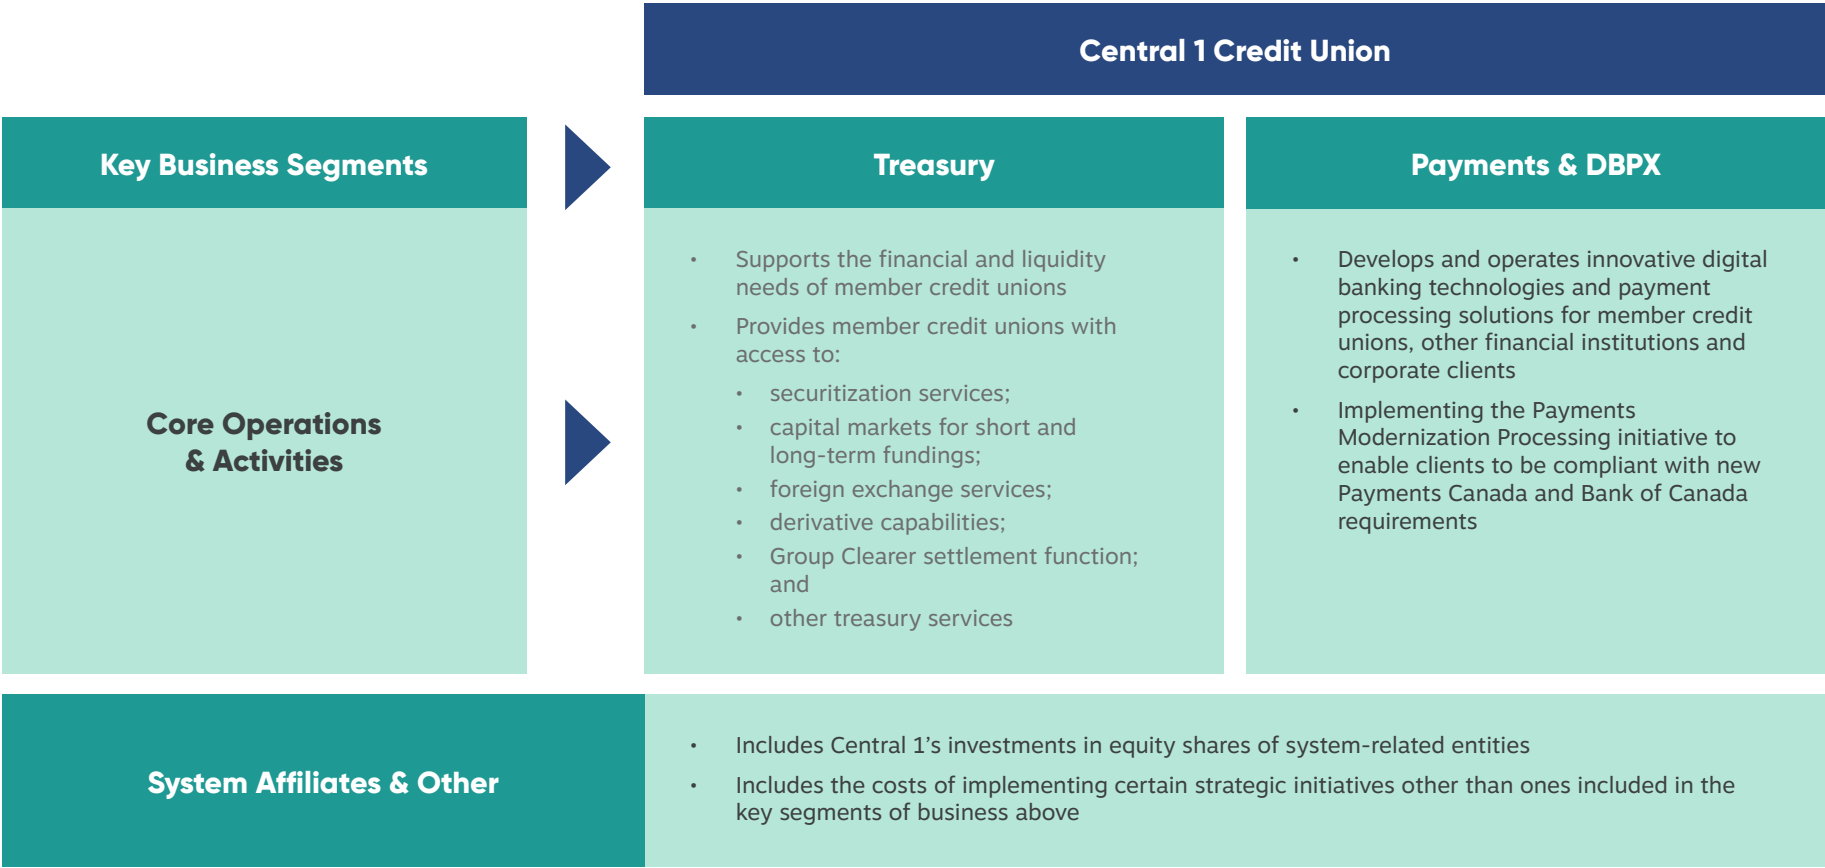 Central 1 Credit Union
Key Business Segments
Treasury
Payments & DBPX
Core Operations
& Activities
• Supports the financial and liquidity
needs of member credit unions
• Provides member credit unions with
access to:
• securitization services;
• capital markets for short and
long-term fundings;
• foreign exchange services;
• derivative capabilities;
• Group Clearer settlement function;
and
• other treasury services
• Develops and operates innovative digital
banking technologies and payment
processing solutions for member credit
unions, other financial institutions and
corporate clients
• Implementing the Payments
Modernization Processing initiative to
enable clients to be compliant with new
Payments Canada and Bank of Canada
requirements
System Affiliates & Other
• Includes Central 1’s investments in equity shares of system-related entities
• Includes the costs of implementing certain strategic initiatives other than ones included in the
key segments of business above